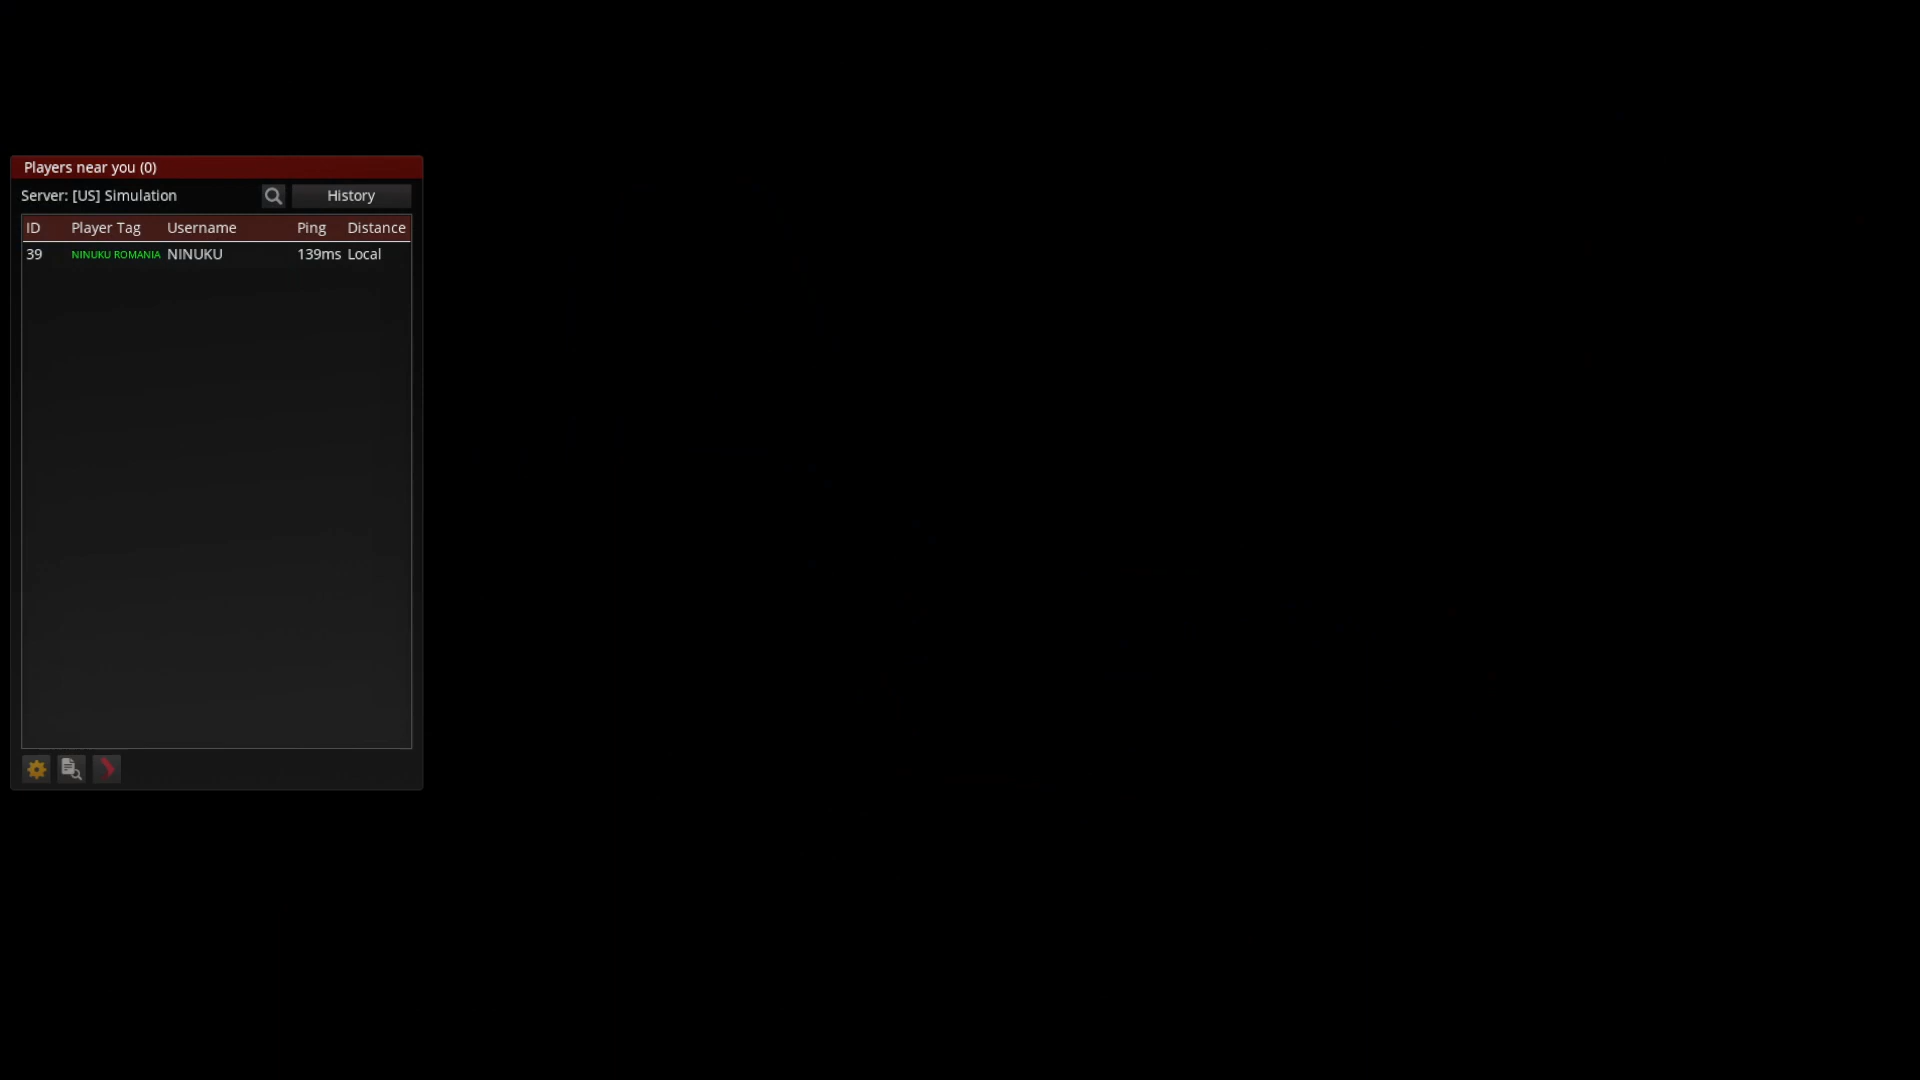 Players near you (0)
Server: [US] Simulation History
ID Player Tag Username Ping Distance
39 NINUKU ROMANIA NINUKU 139ms Local